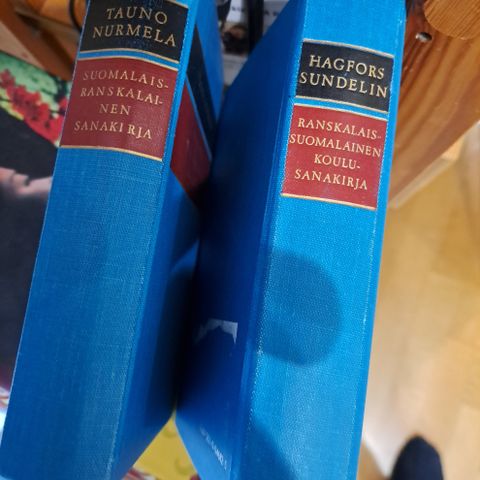 TAUNO
NURMELA
SUOMALAIS-
RANSKALAI-
NEN
SANAKIRJA
HAGFORS
SUNDELIN
RANSKALAIS-
SUOMALAINEN
KOULU-
SANAKIRJA